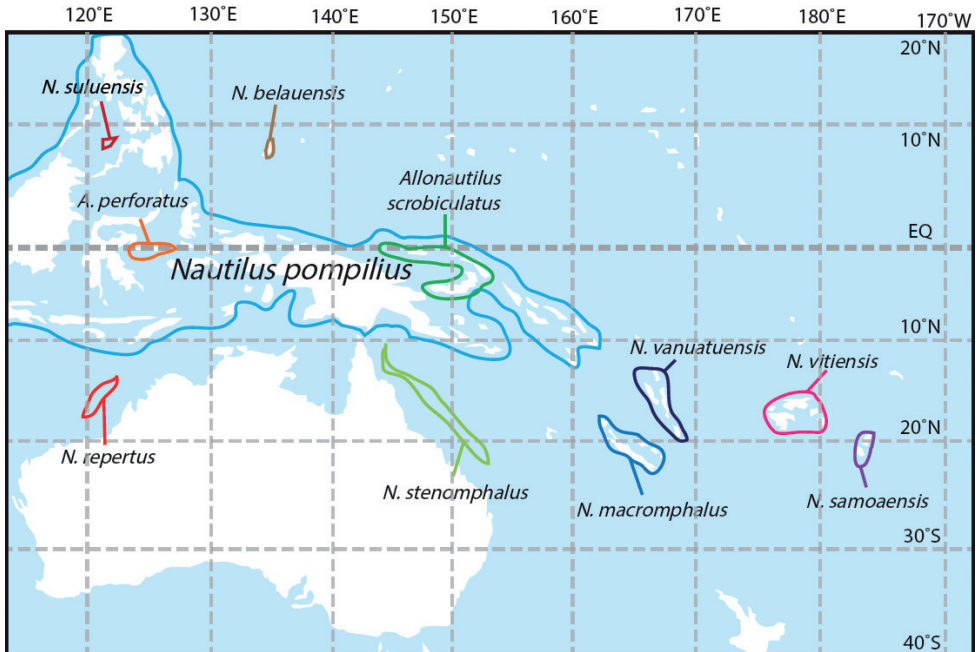 120°E 130°E 140°E 150°E 160°E 170°E 180°E 170°W
20°N
N. suluensis
N. belauensis
10°N
Allonautilus
scrobiculatus
A. perforatus
EQ
Nautilus pompilius
10°N
N. vanuatuensis
N. vitiensis
20°N
N. repertus
N. stenomphalus
N. macromphalus
N. samoaensis
30°S
40°S